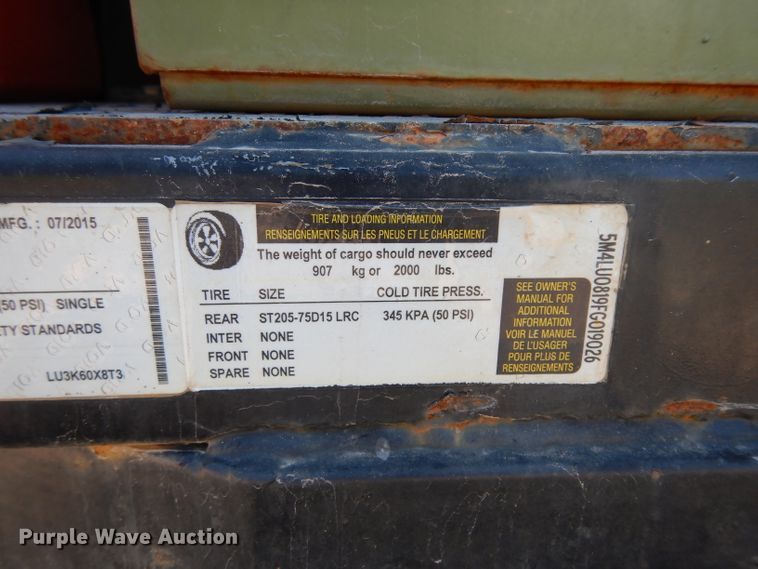 MFG. : 07/2015
(50 PSI) SINGLE
ETY STANDARDS
LU3K60X8T3
TIRE AND LOADING INFORMATION
RENSEIGNEMENTS SUR LES PNEUS ET LE CHARGEMENT
The weight of cargo should never exceed
907 kg or 2000 lbs.
TIRE SIZE COLD TIRE PRESS.
REAR ST205-75D15 LRC 345 KPA (50 PSI)
INTER NONE
FRONT NONE
SPARE NONE
SEE OWNER'S
MANUAL FOR
ADDITIONAL
INFORMATION
VOIR LE MANUEL
DE L'USAGER
POUR PLUS DE
RENSEIGNEMENTS
5M4LU0819FG019026
Purple Wave Auction